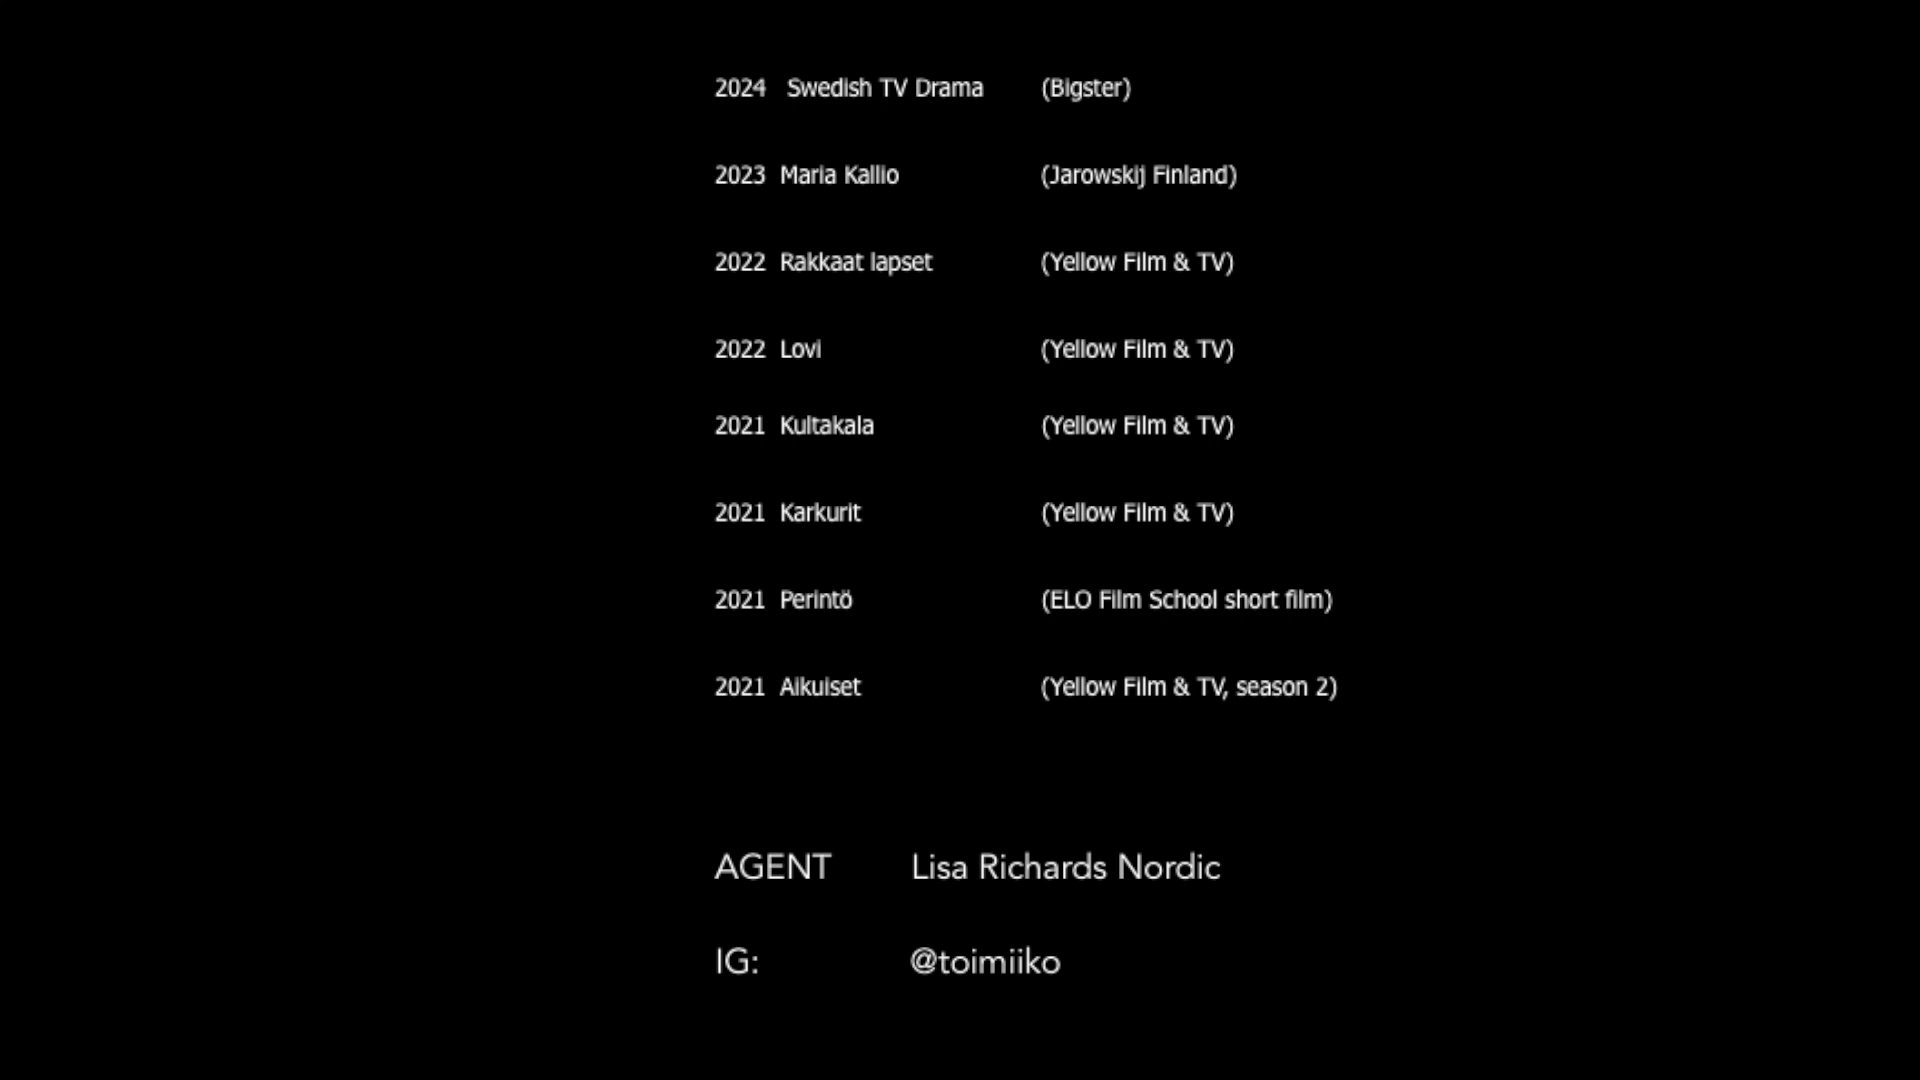 2024 Swedish TV Drama (Bigster)
2023 Maria Kallio (Jarowskij Finland)
2022 Rakkaat lapset (Yellow Film & TV)
2022 Lovi (Yellow Film & TV)
2021 Kultakala (Yellow Film & TV)
2021 Karkurit (Yellow Film & TV)
2021 Perintö (ELO Film School short film)
2021 Aikuiset (Yellow Film & TV, season 2)
AGENT Lisa Richards Nordic
IG: @toimiiko